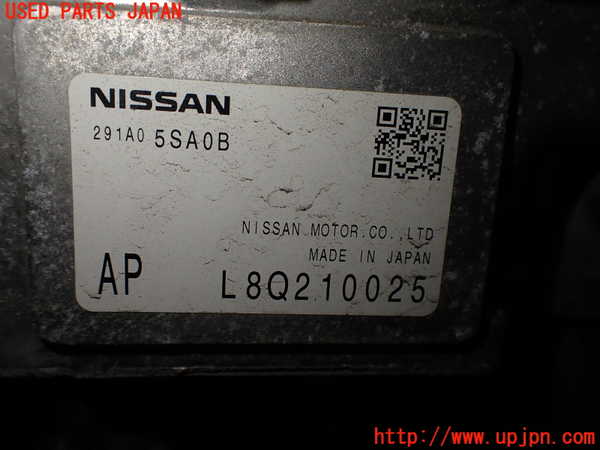 USED PARTS JAPAN
NISSAN
291A0 5SA0B
NISSAN MOTOR CO.,LTD
MADE IN JAPAN
AP L8Q210025
http://www.upjpn.com/